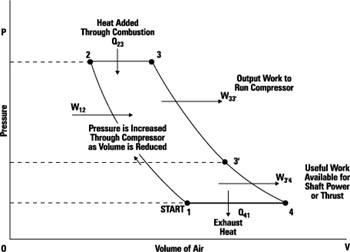 P
Heat Added
Through Combustion
Q23
2
3
Output Work to
Run Compressor
W33'
W12
Pressure
Pressure is Increased
Through Compressor
as Volume is Reduced
3'
Useful Work
Available for
Shaft Power
or Thrust
W3'4
START
1
Q41
4
Exhaust
Heat
0
Volume of Air
V